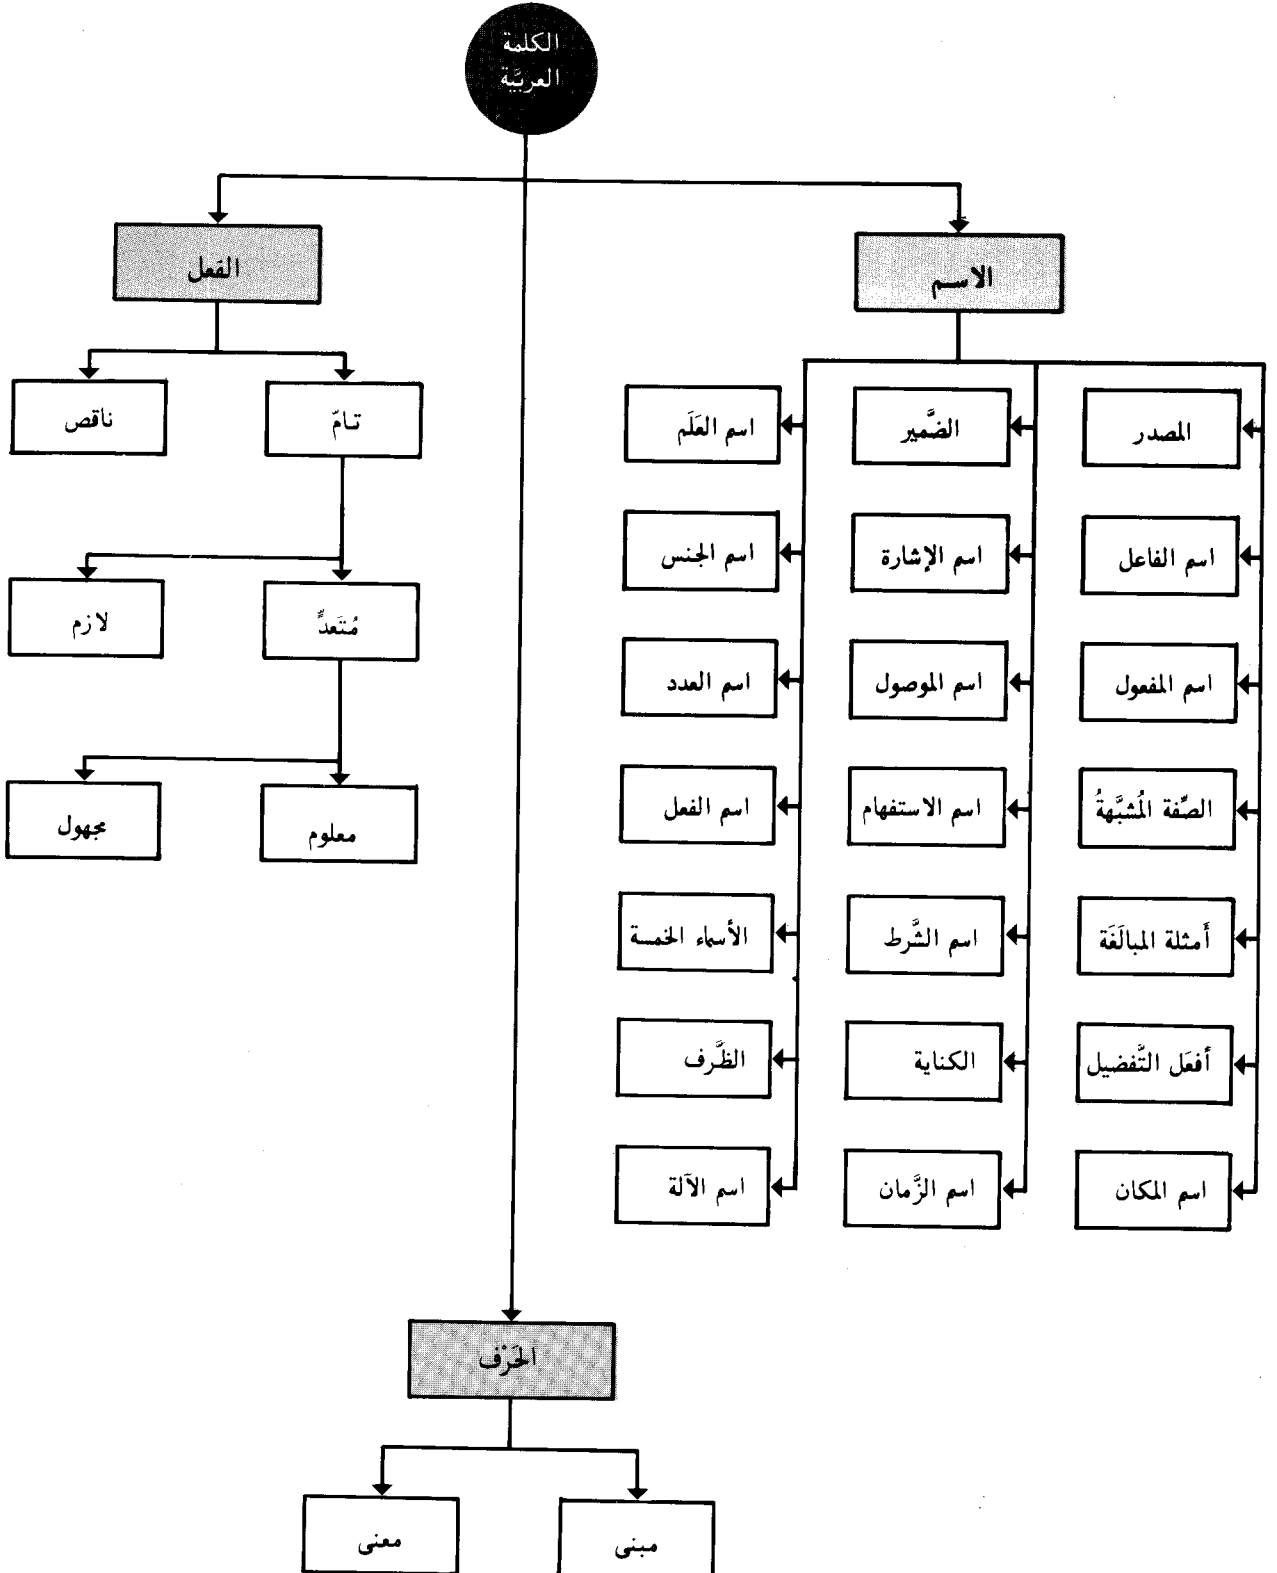 الكلمة
العربيَّة
الاسم
المصدر
اسم الفاعل
اسم المفعول
الصِّفة المُشبَّهةُ
أَمثلة المبالَغَة
أفعَل التَّفضيل
اسم المكان
الضَّمير
اسم الإشارة
اسم الموصول
اسم الاستفهام
اسم الشَّرط
الكناية
اسم الزَّمان
اسم العَلَم
اسم الجنس
اسم العدد
اسم الفعل
الأسماء الخمسة
الظَّرف
اسم الآلة
الفعل
تامّ
ناقص
مُتَعدٍّ
لازم
معلوم
مجهول
الحَرْف
مبنى
معنى